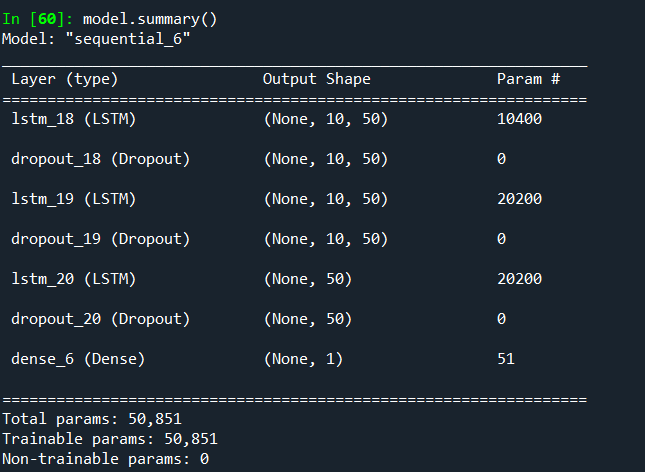 In [60]: model.summary()
Model: "sequential_6"
_________________________________________________________________
Layer (type)                Output Shape              Param #
=================================================================
lstm_18 (LSTM)              (None, 10, 50)            10400
dropout_18 (Dropout)        (None, 10, 50)            0
lstm_19 (LSTM)              (None, 10, 50)            20200
dropout_19 (Dropout)        (None, 10, 50)            0
lstm_20 (LSTM)              (None, 50)                20200
dropout_20 (Dropout)        (None, 50)                0
dense_6 (Dense)             (None, 1)                 51
=================================================================
Total params: 50,851
Trainable params: 50,851
Non-trainable params: 0